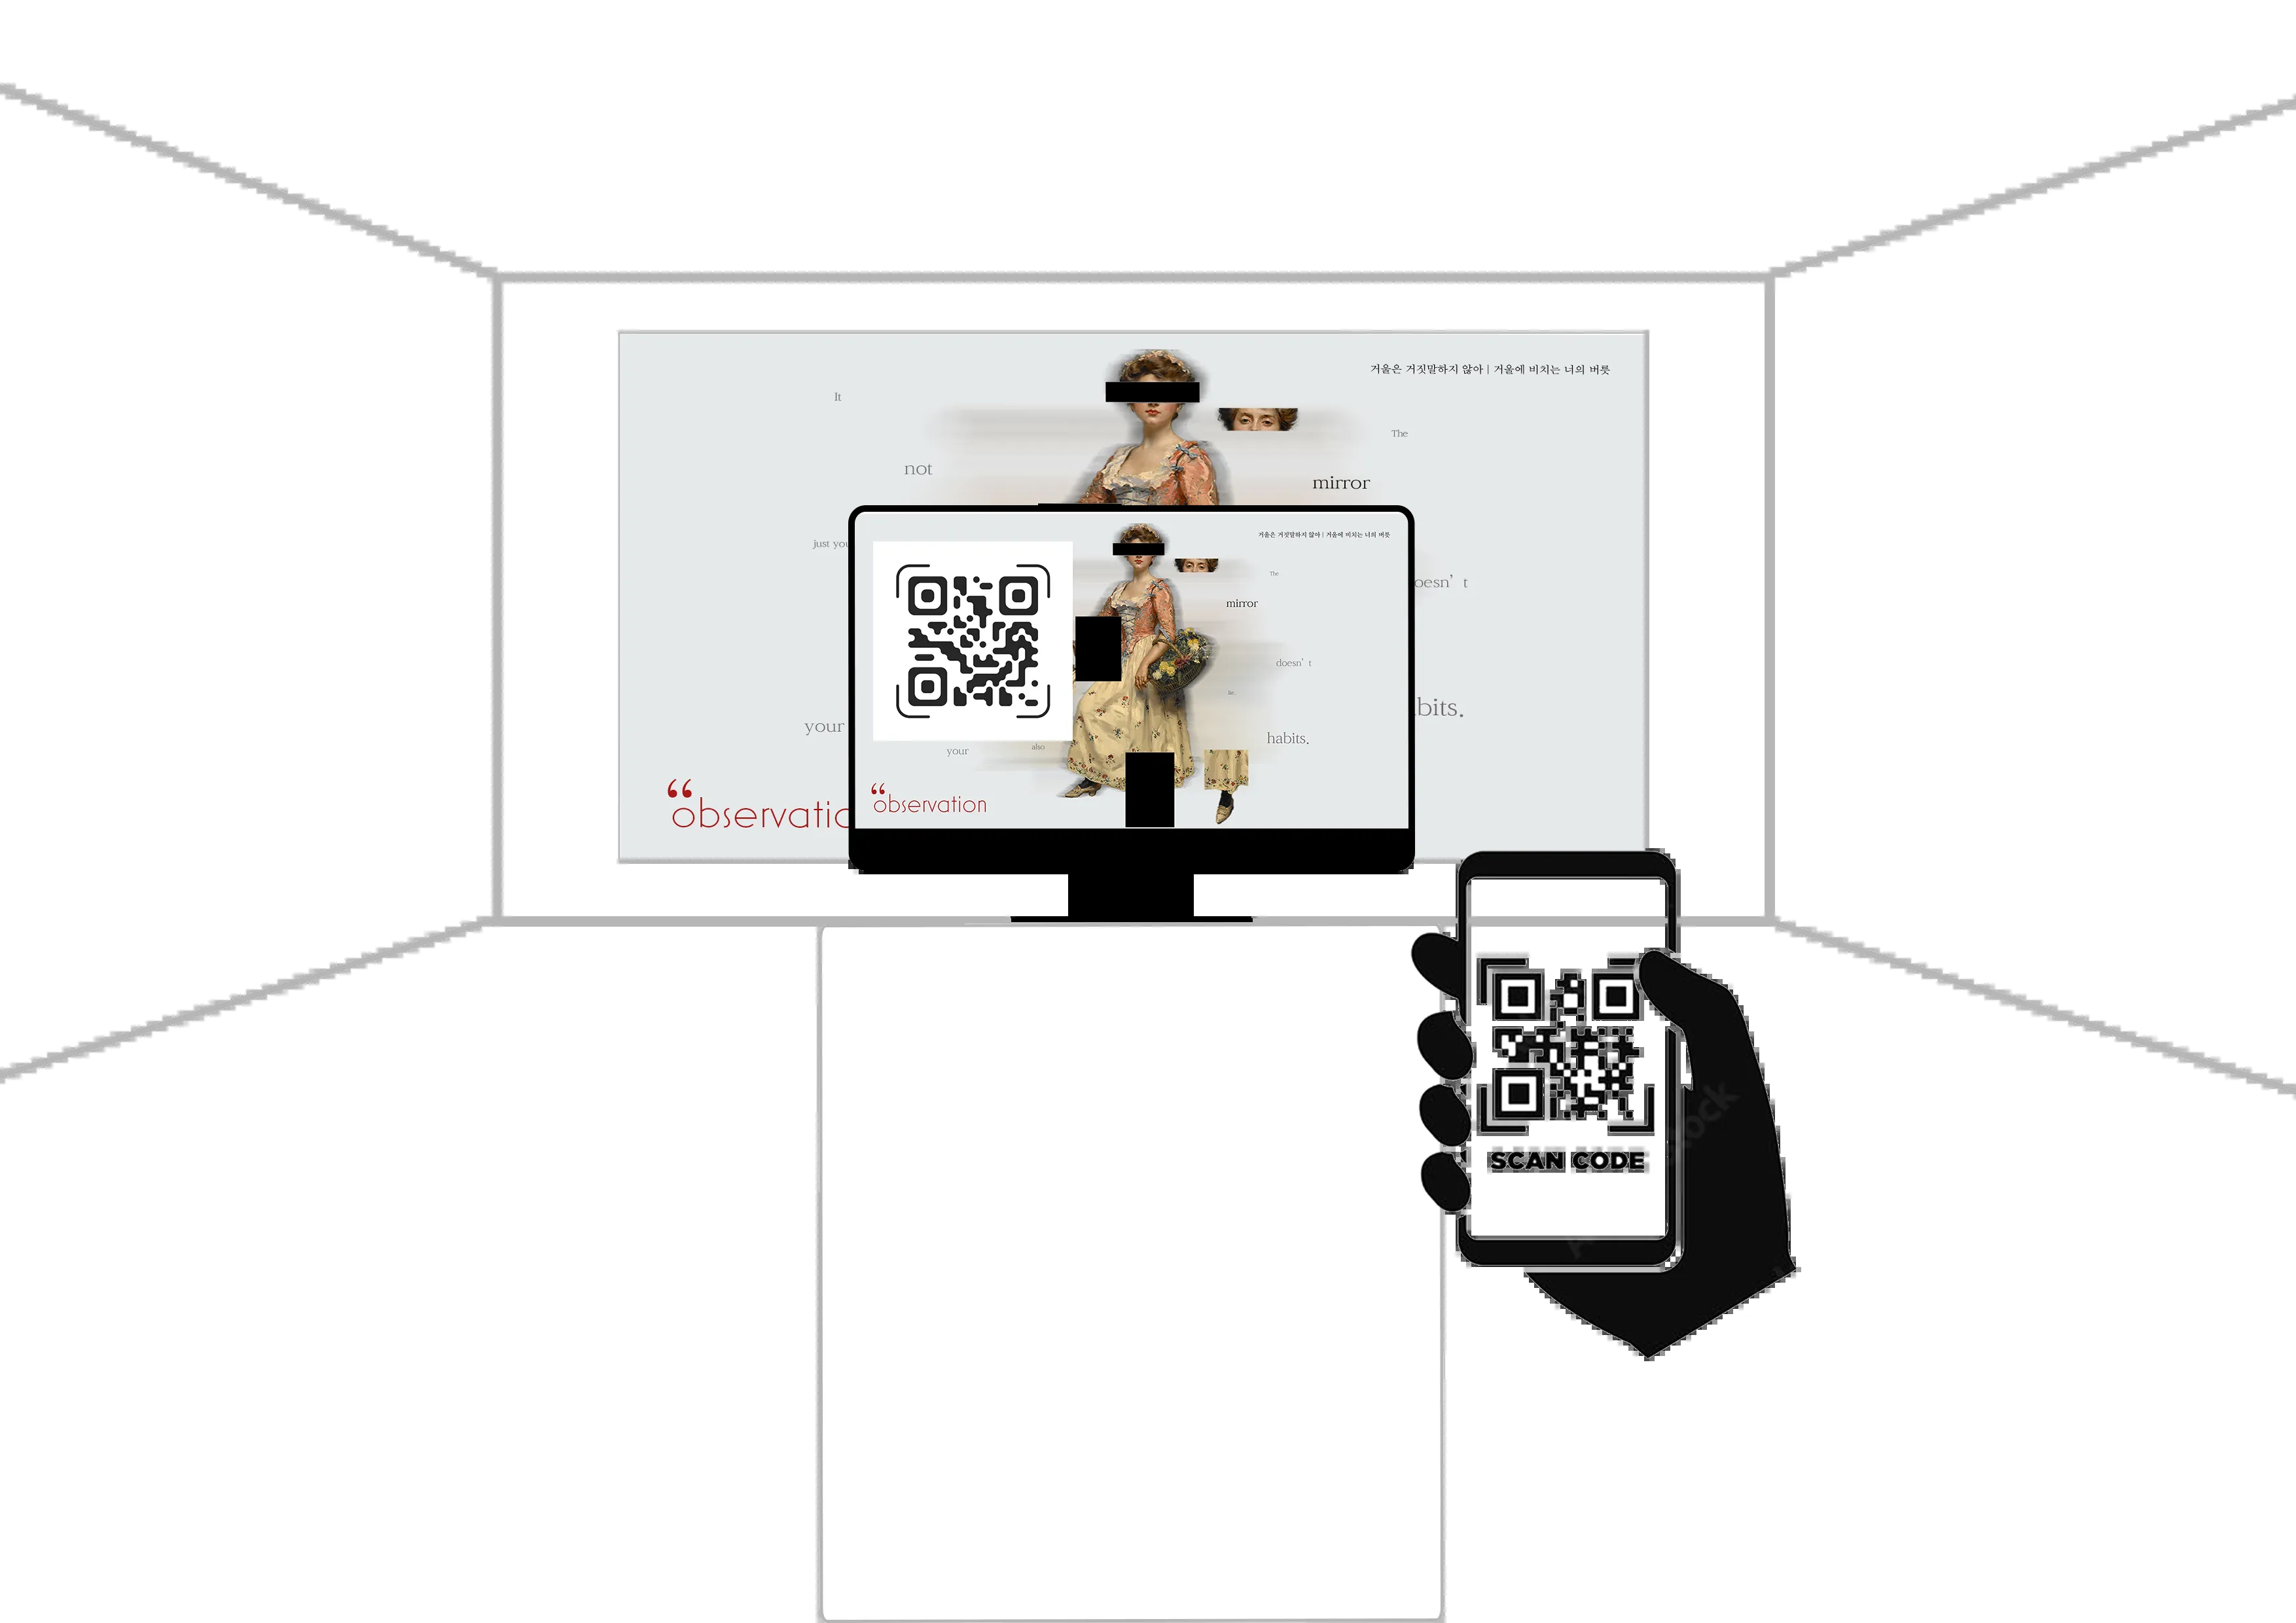 거울은 거짓말하지 않아 | 거울에 비치는 너의 버릇
It
The
not
mirror
just you
oesn’ t
bits.
your
“observatio
거울은 거짓말하지 않아 | 거울에 비치는 너의 버릇
The
mirror
doesn’ t
lie.
habits.
your
also
“observation
SCAN CODE
tock